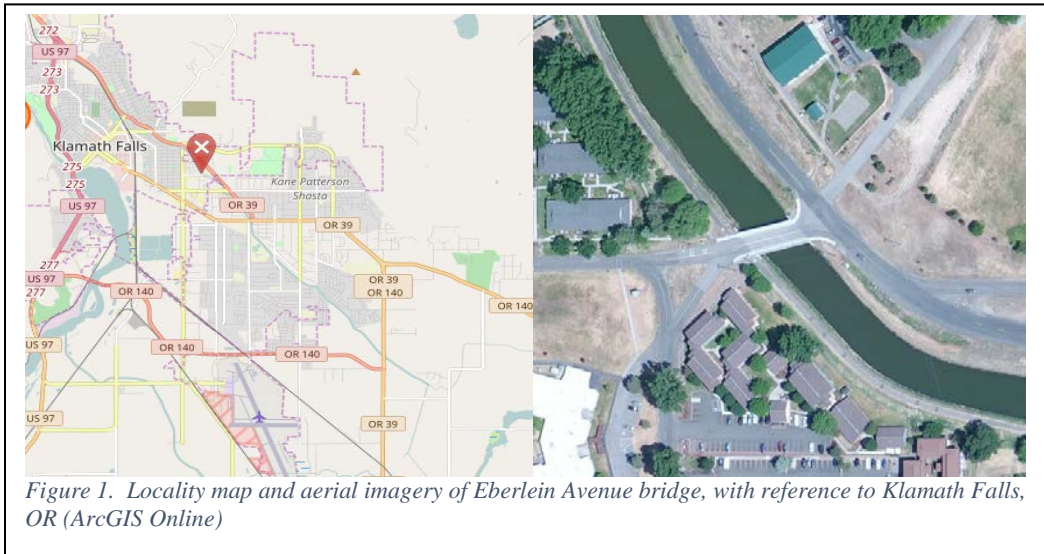 272
US 97
273
273
Klamath Falls
275
275
US 97
Kane Patterson
Shasta
OR 39
OR 39
277
US 97
277
OR 140
OR 39
OR 140
OR 140
US 97
OR 140
OR 140
US 97
OR 39
Figure 1. Locality map and aerial imagery of Eberlein Avenue bridge, with reference to Klamath Falls,
OR (ArcGIS Online)